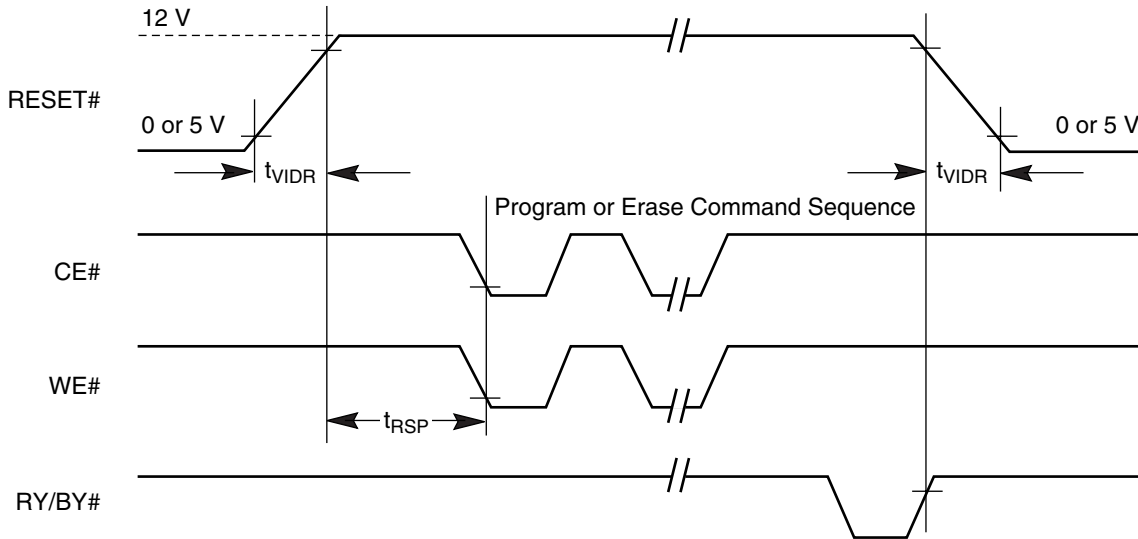 12 V
RESET#
0 or 5 V
0 or 5 V
tVIDR
tVIDR
Program or Erase Command Sequence
CE#
WE#
tRSP
RY/BY#